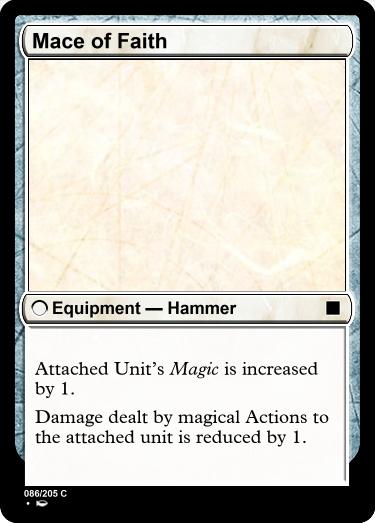 Mace of Faith
Equipment — Hammer
Attached Unit's Magic is increased
by 1.
Damage dealt by magical Actions to
the attached unit is reduced by 1.
086/205 C